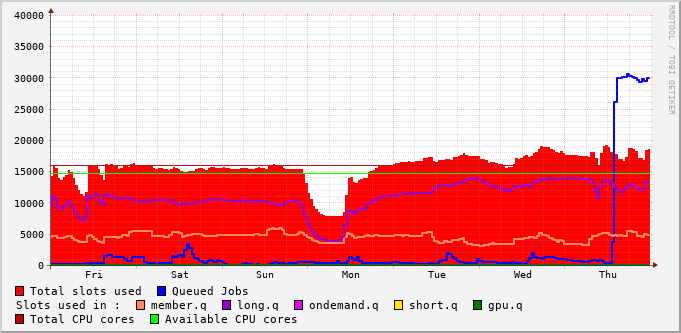 40000
35000
30000
25000
20000
15000
10000
5000
0
Fri Sat Sun Mon Tue Wed Thu
RRDTOOL / TOBI OETIKER
Total slots used Queued Jobs
Slots used in : member.q long.q ondemand.q short.q gpu.q
Total CPU cores Available CPU cores